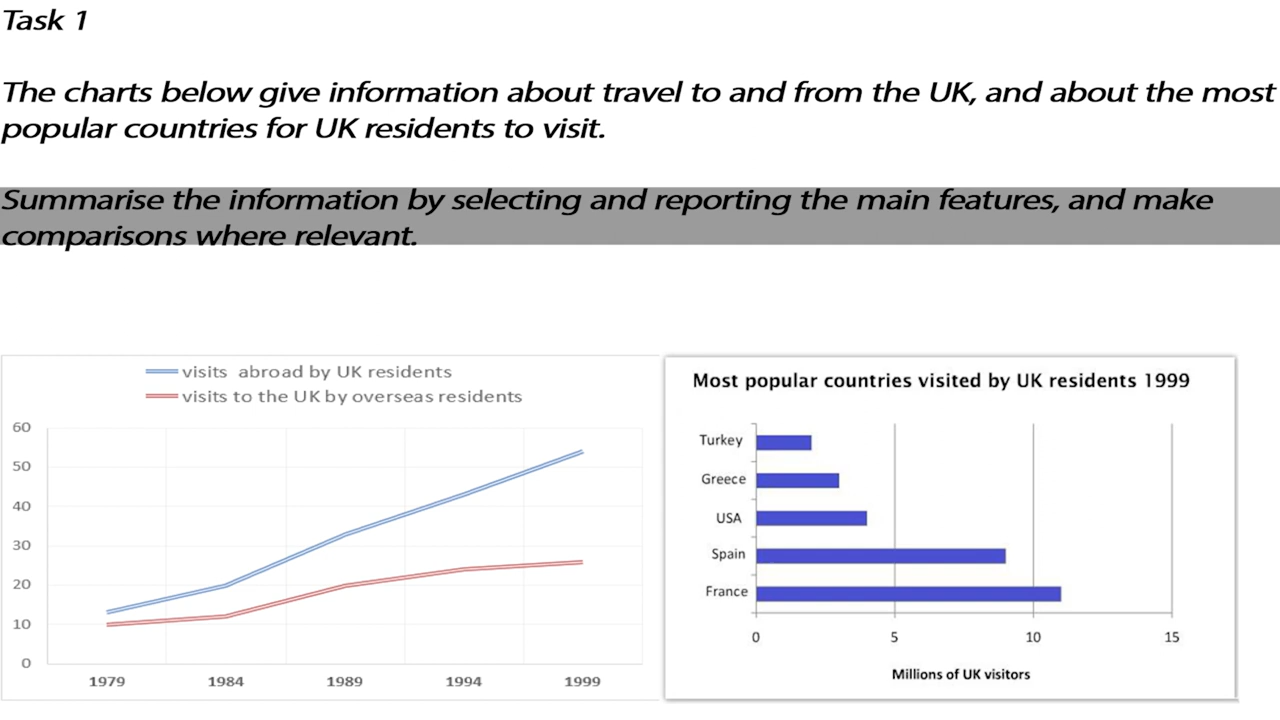 Task 1
The charts below give information about travel to and from the UK, and about the most
popular countries for UK residents to visit.
Summarise the information by selecting and reporting the main features, and make
comparisons where relevant.
visits abroad by UK residents
visits to the UK by overseas residents
60
50
40
30
20
10
0
1979 1984 1989 1994 1999
Most popular countries visited by UK residents 1999
Turkey
Greece
USA
Spain
France
0 5 10 15
Millions of UK visitors